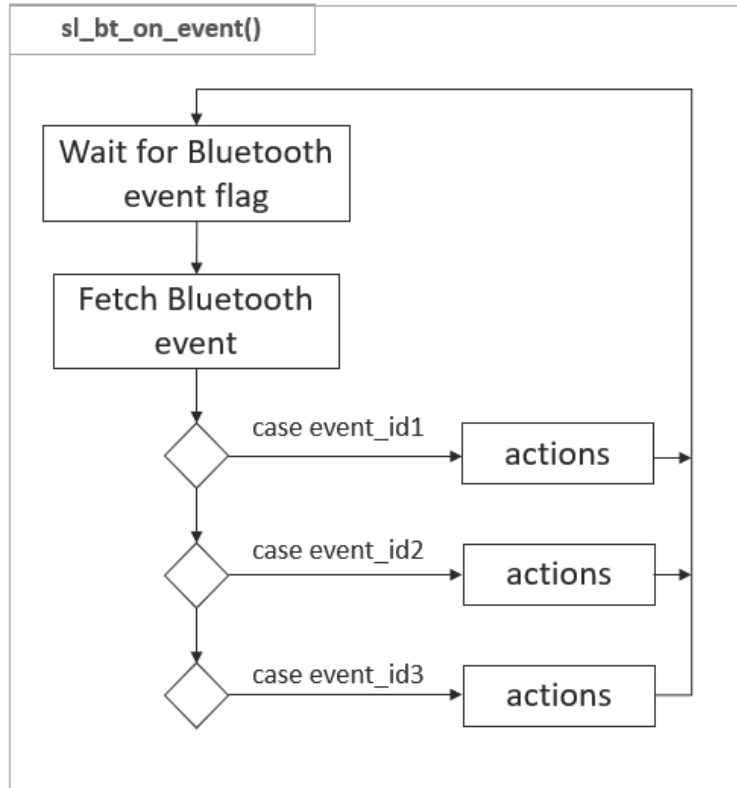 sl_bt_on_event()
Wait for Bluetooth
event flag
Fetch Bluetooth
event
case event_id1
actions
case event_id2
actions
case event_id3
actions